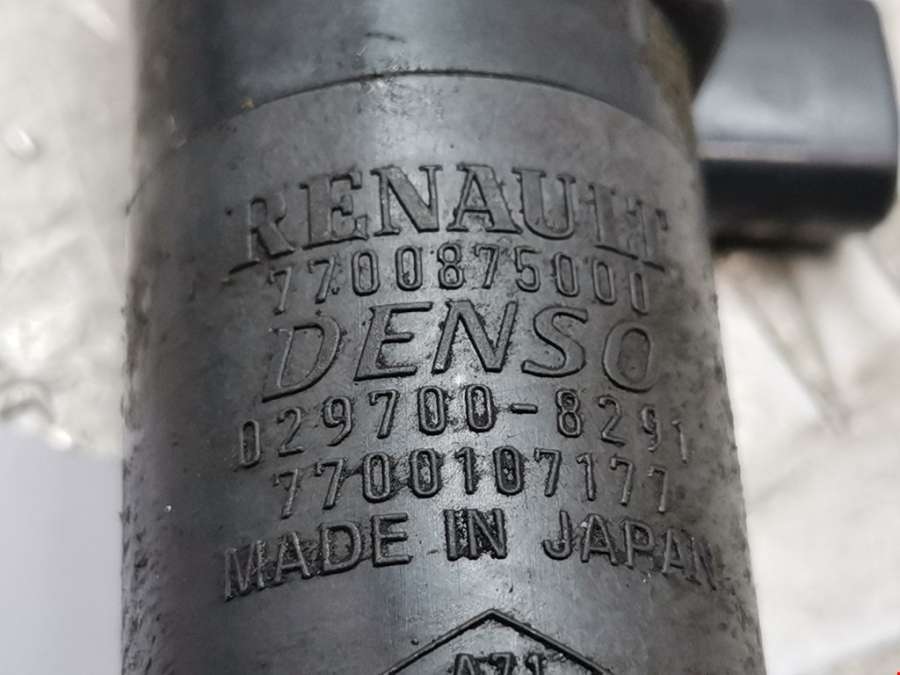 RENAULT
7700875000
DENSO
029700-8291
7700107177
MADE IN JAPAN